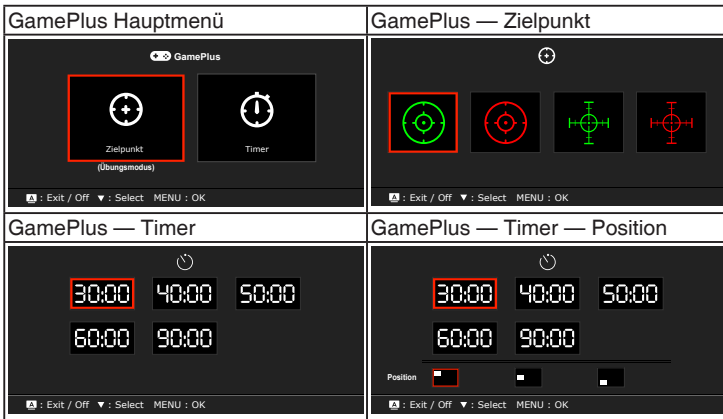 GamePlus Hauptmenü
GamePlus — Zielpunkt
GamePlus
Zielpunkt
Timer
(Übungsmodus)
A : Exit / Off ▼ : Select MENU : OK
A : Exit / Off ▼ : Select MENU : OK
GamePlus — Timer
GamePlus — Timer — Position
30:00 40:00 50:00
60:00 90:00
A : Exit / Off ▼ : Select MENU : OK
30:00 40:00 50:00
60:00 90:00
Position
A : Exit / Off ▼ : Select MENU : OK